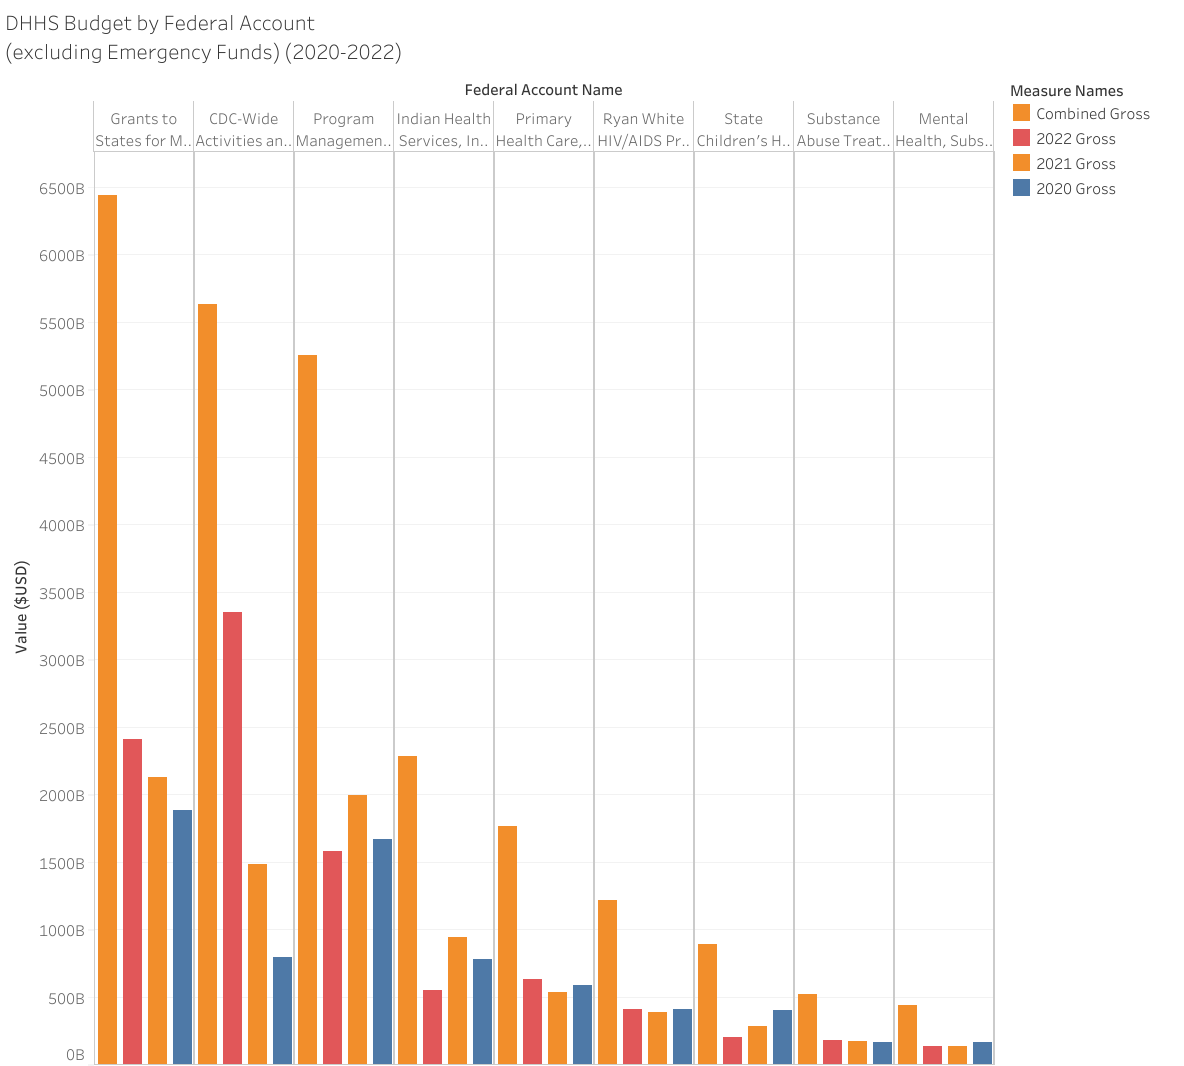 DHHS Budget by Federal Account
(excluding Emergency Funds) (2020-2022)
Federal Account Name
Grants to
States for M..
CDC-Wide
Activities an..
Program
Managemen..
Indian Health
Services, In..
Primary
Health Care,..
Ryan White
HIV/AIDS Pr..
State
Children's H..
Substance
Abuse Treat..
Mental
Health, Subs..
Measure Names
Combined Gross
2022 Gross
2021 Gross
2020 Gross
Value ($USD)
6500B
6000B
5500B
5000B
4500B
4000B
3500B
3000B
2500B
2000B
1500B
1000B
500B
0B